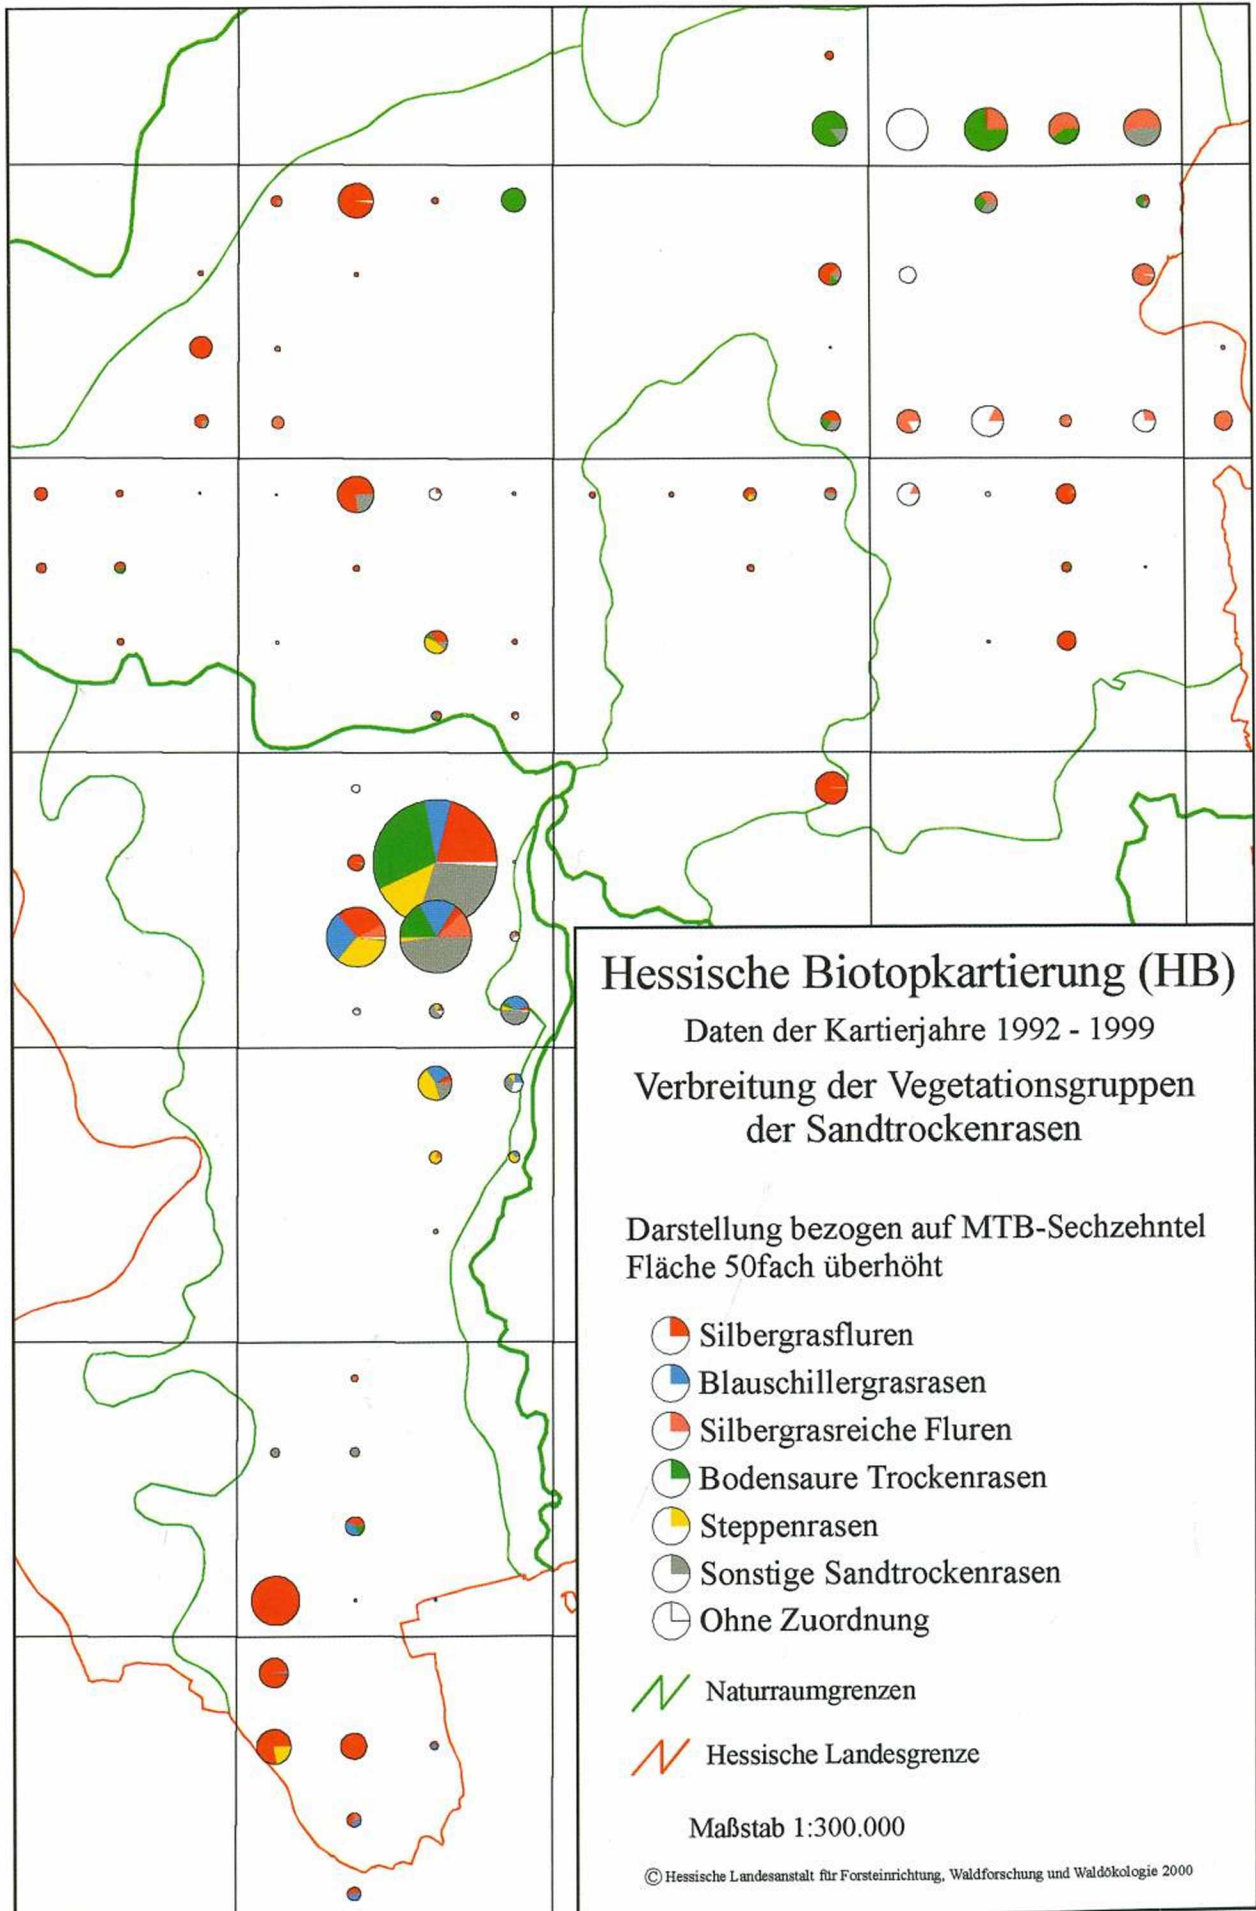 Hessische Biotopkartierung (HB)
Daten der Kartierjahre 1992 - 1999
Verbreitung der Vegetationsgruppen
der Sandtrockenrasen
Darstellung bezogen auf MTB-Sechzehntel
Fläche 50fach überhöht
Silbergrasfluren
Blauschillergrasrasen
Silbergrasreiche Fluren
Bodensaure Trockenrasen
Steppenrasen
Sonstige Sandtrockenrasen
Ohne Zuordnung
Naturraumgrenzen
Hessische Landesgrenze
Maßstab 1:300.000
© Hessische Landesanstalt für Forsteinrichtung, Waldforschung und Waldökologie 2000